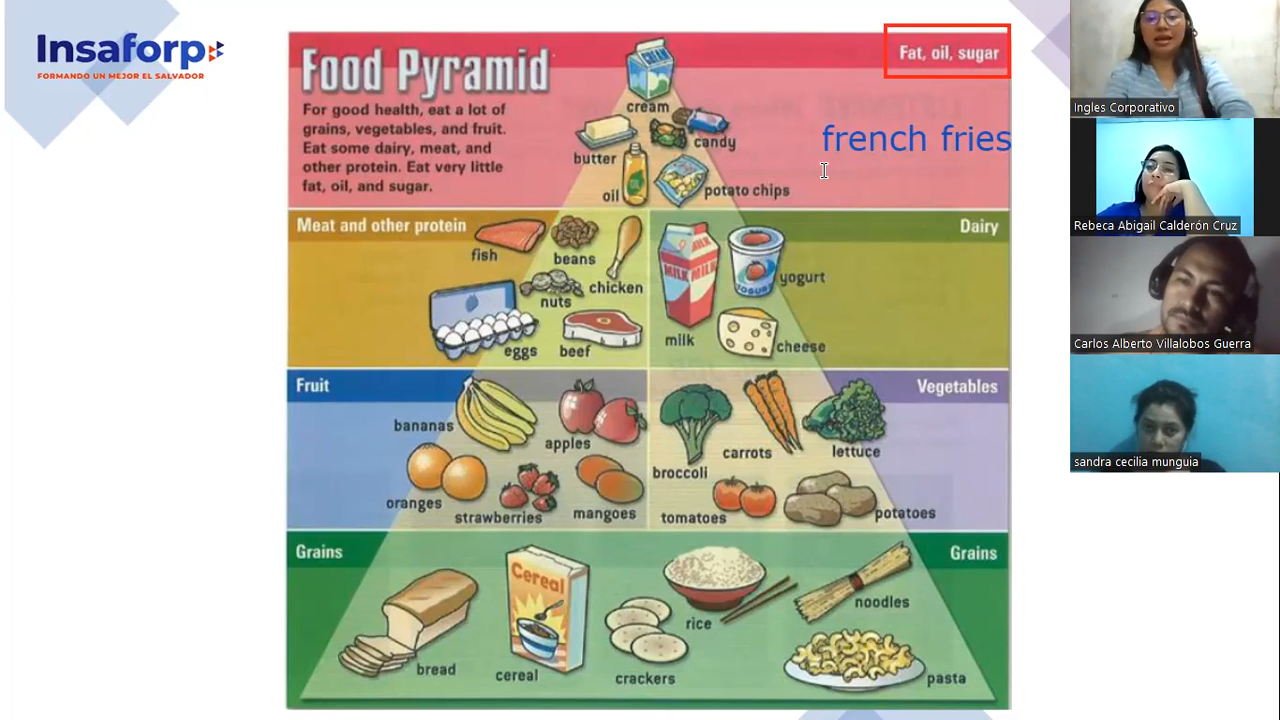 Insaforp
FORMANDO UN MEJOR EL SALVADOR
Food Pyramid
For good health, eat a lot of
grains, vegetables, and fruit.
Eat some dairy, meat, and
other protein. Eat very little
fat, oil, and sugar.
Fat, oil, sugar
CREAM
cream
butter
candy
oil
OIL
potato chips
french fries
Meat and other protein
fish
beans
chicken
nuts
eggs
beef
Dairy
MILK MILK
milk
YOGURT
yogurt
cheese
Fruit
bananas
apples
oranges
strawberries
mangoes
Vegetables
broccoli
carrots
lettuce
tomatoes
potatoes
Grains
Grains
bread
Cereal
cereal
crackers
rice
noodles
pasta
Ingles Corporativo
Rebeca Abigail Calderón Cruz
Carlos Alberto Villalobos Guerra
sandra cecilia munguia